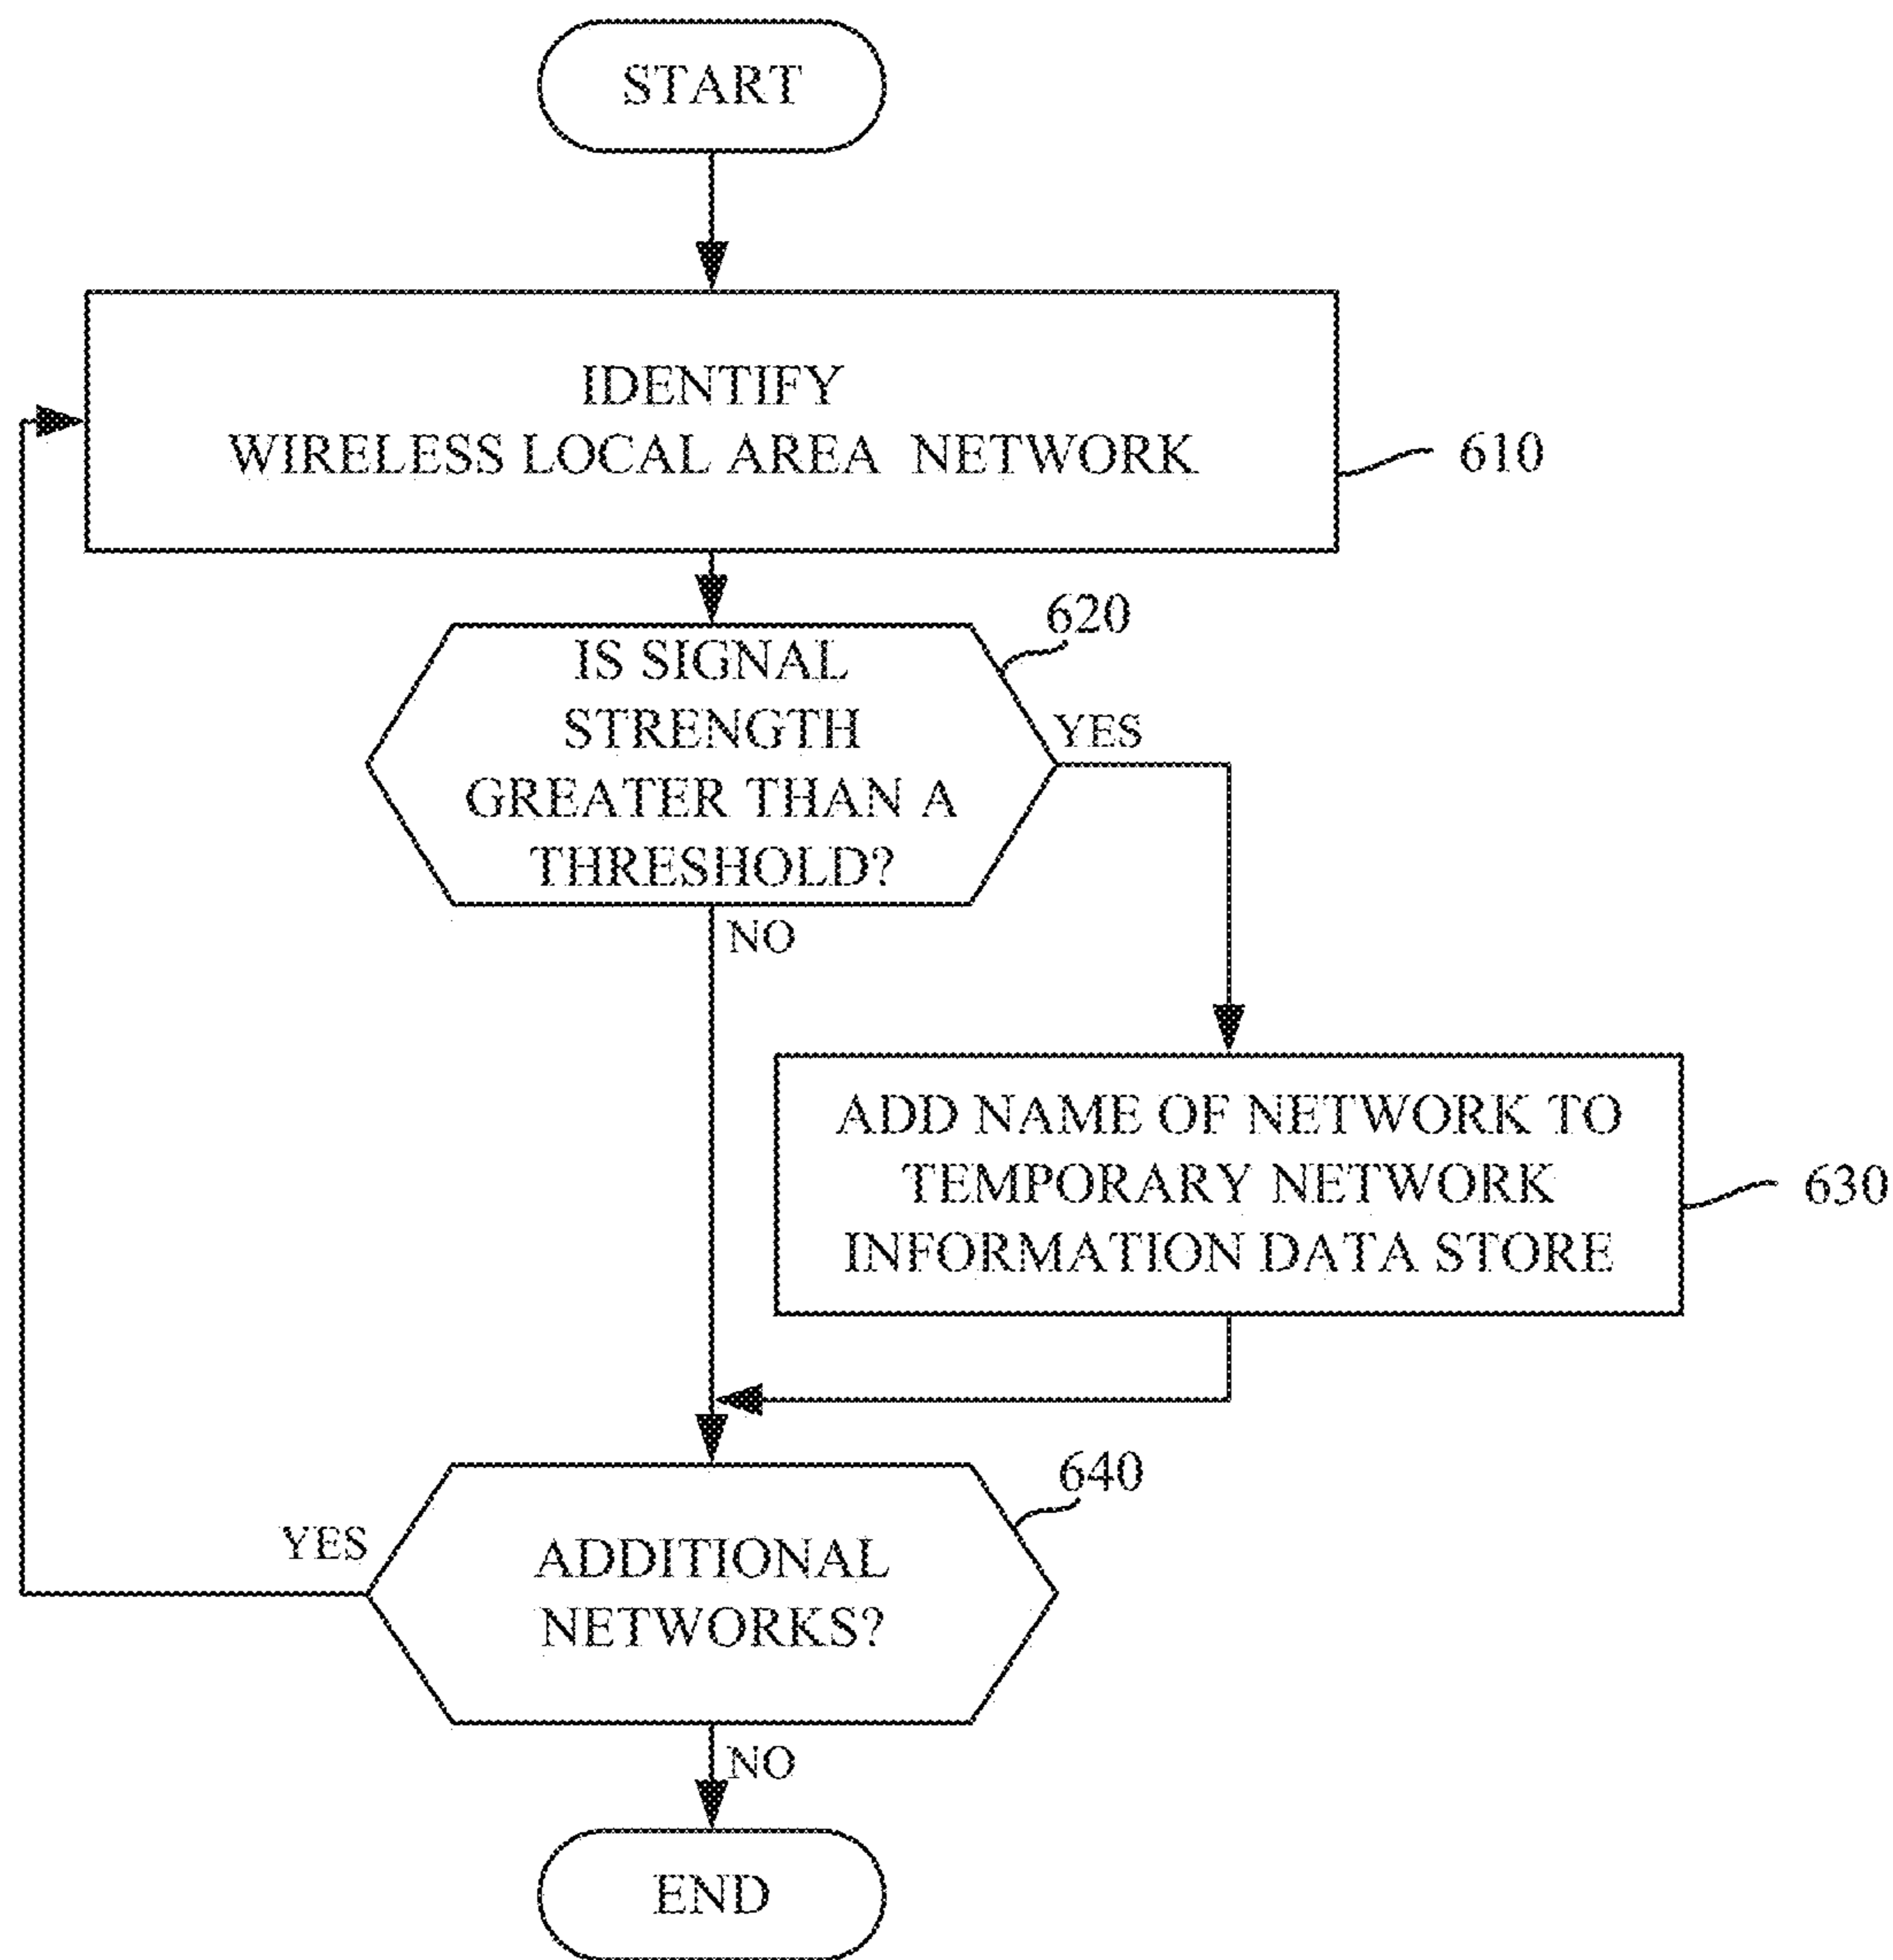 START
IDENTIFY
WIRELESS LOCAL AREA NETWORK
610
620
IS SIGNAL
STRENGTH
GREATER THAN A
THRESHOLD?
YES
NO
ADD NAME OF NETWORK TO
TEMPORARY NETWORK
INFORMATION DATA STORE
630
640
YES
ADDITIONAL
NETWORKS?
NO
END